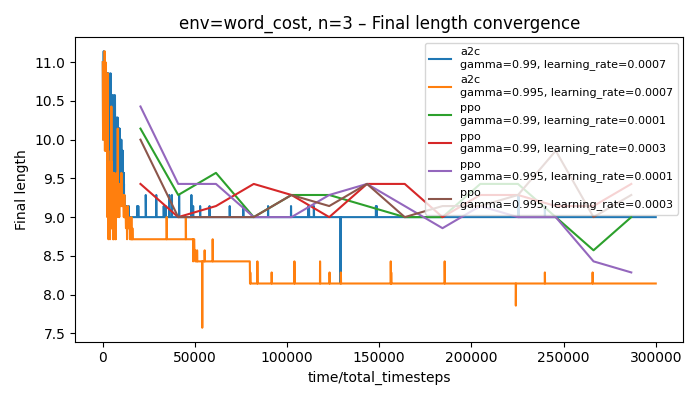 env=word_cost, n=3 – Final length convergence
a2c
gamma=0.99, learning_rate=0.0007
a2c
gamma=0.995, learning_rate=0.0007
ppo
gamma=0.99, learning_rate=0.0001
ppo
gamma=0.99, learning_rate=0.0003
ppo
gamma=0.995, learning_rate=0.0001
ppo
gamma=0.995, learning_rate=0.0003
Final length
11.0
10.5
10.0
9.5
9.0
8.5
8.0
7.5
0
50000
100000
150000
200000
250000
300000
time/total_timesteps